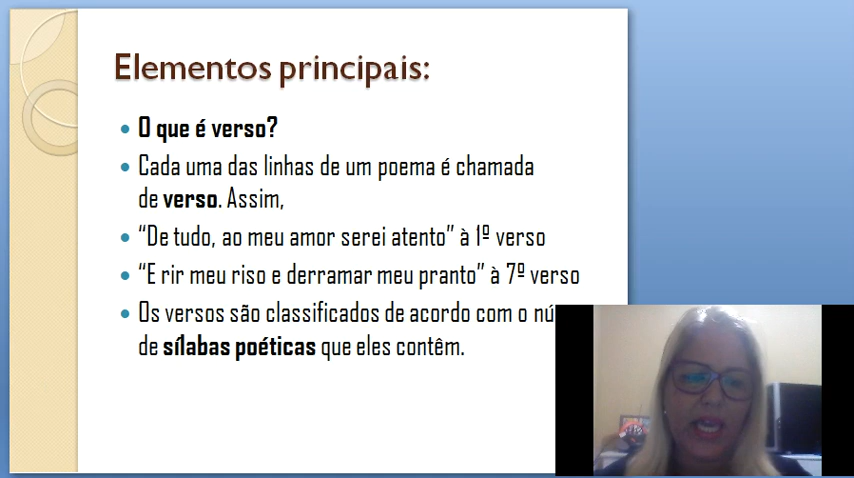 Elementos principais:
O que é verso?
Cada uma das linhas de um poema é chamada
de verso. Assim,
“De tudo, ao meu amor serei atento” à 1º verso
“E rir meu riso e derramar meu pranto” à 7º verso
Os versos são classificados de acordo com o
de sílabas poéticas que eles contêm.